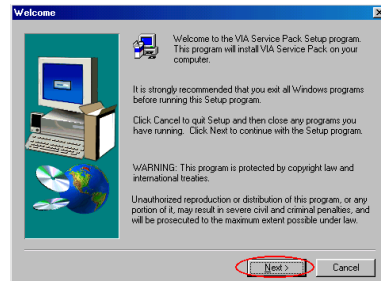 Welcome
Welcome to the VIA Service Pack Setup program.
This program will install VIA Service Pack on your
computer.
It is strongly recommended that you exit all Windows programs
before running this Setup program.
Click Cancel to quit Setup and then close any programs you
have running. Click Next to continue with the Setup program.
WARNING: This program is protected by copyright law and
international treaties.
Unauthorized reproduction or distribution of this program, or any
portion of it, may result in severe civil and criminal penalties, and
will be prosecuted to the maximum extent possible under law.
Next >
Cancel